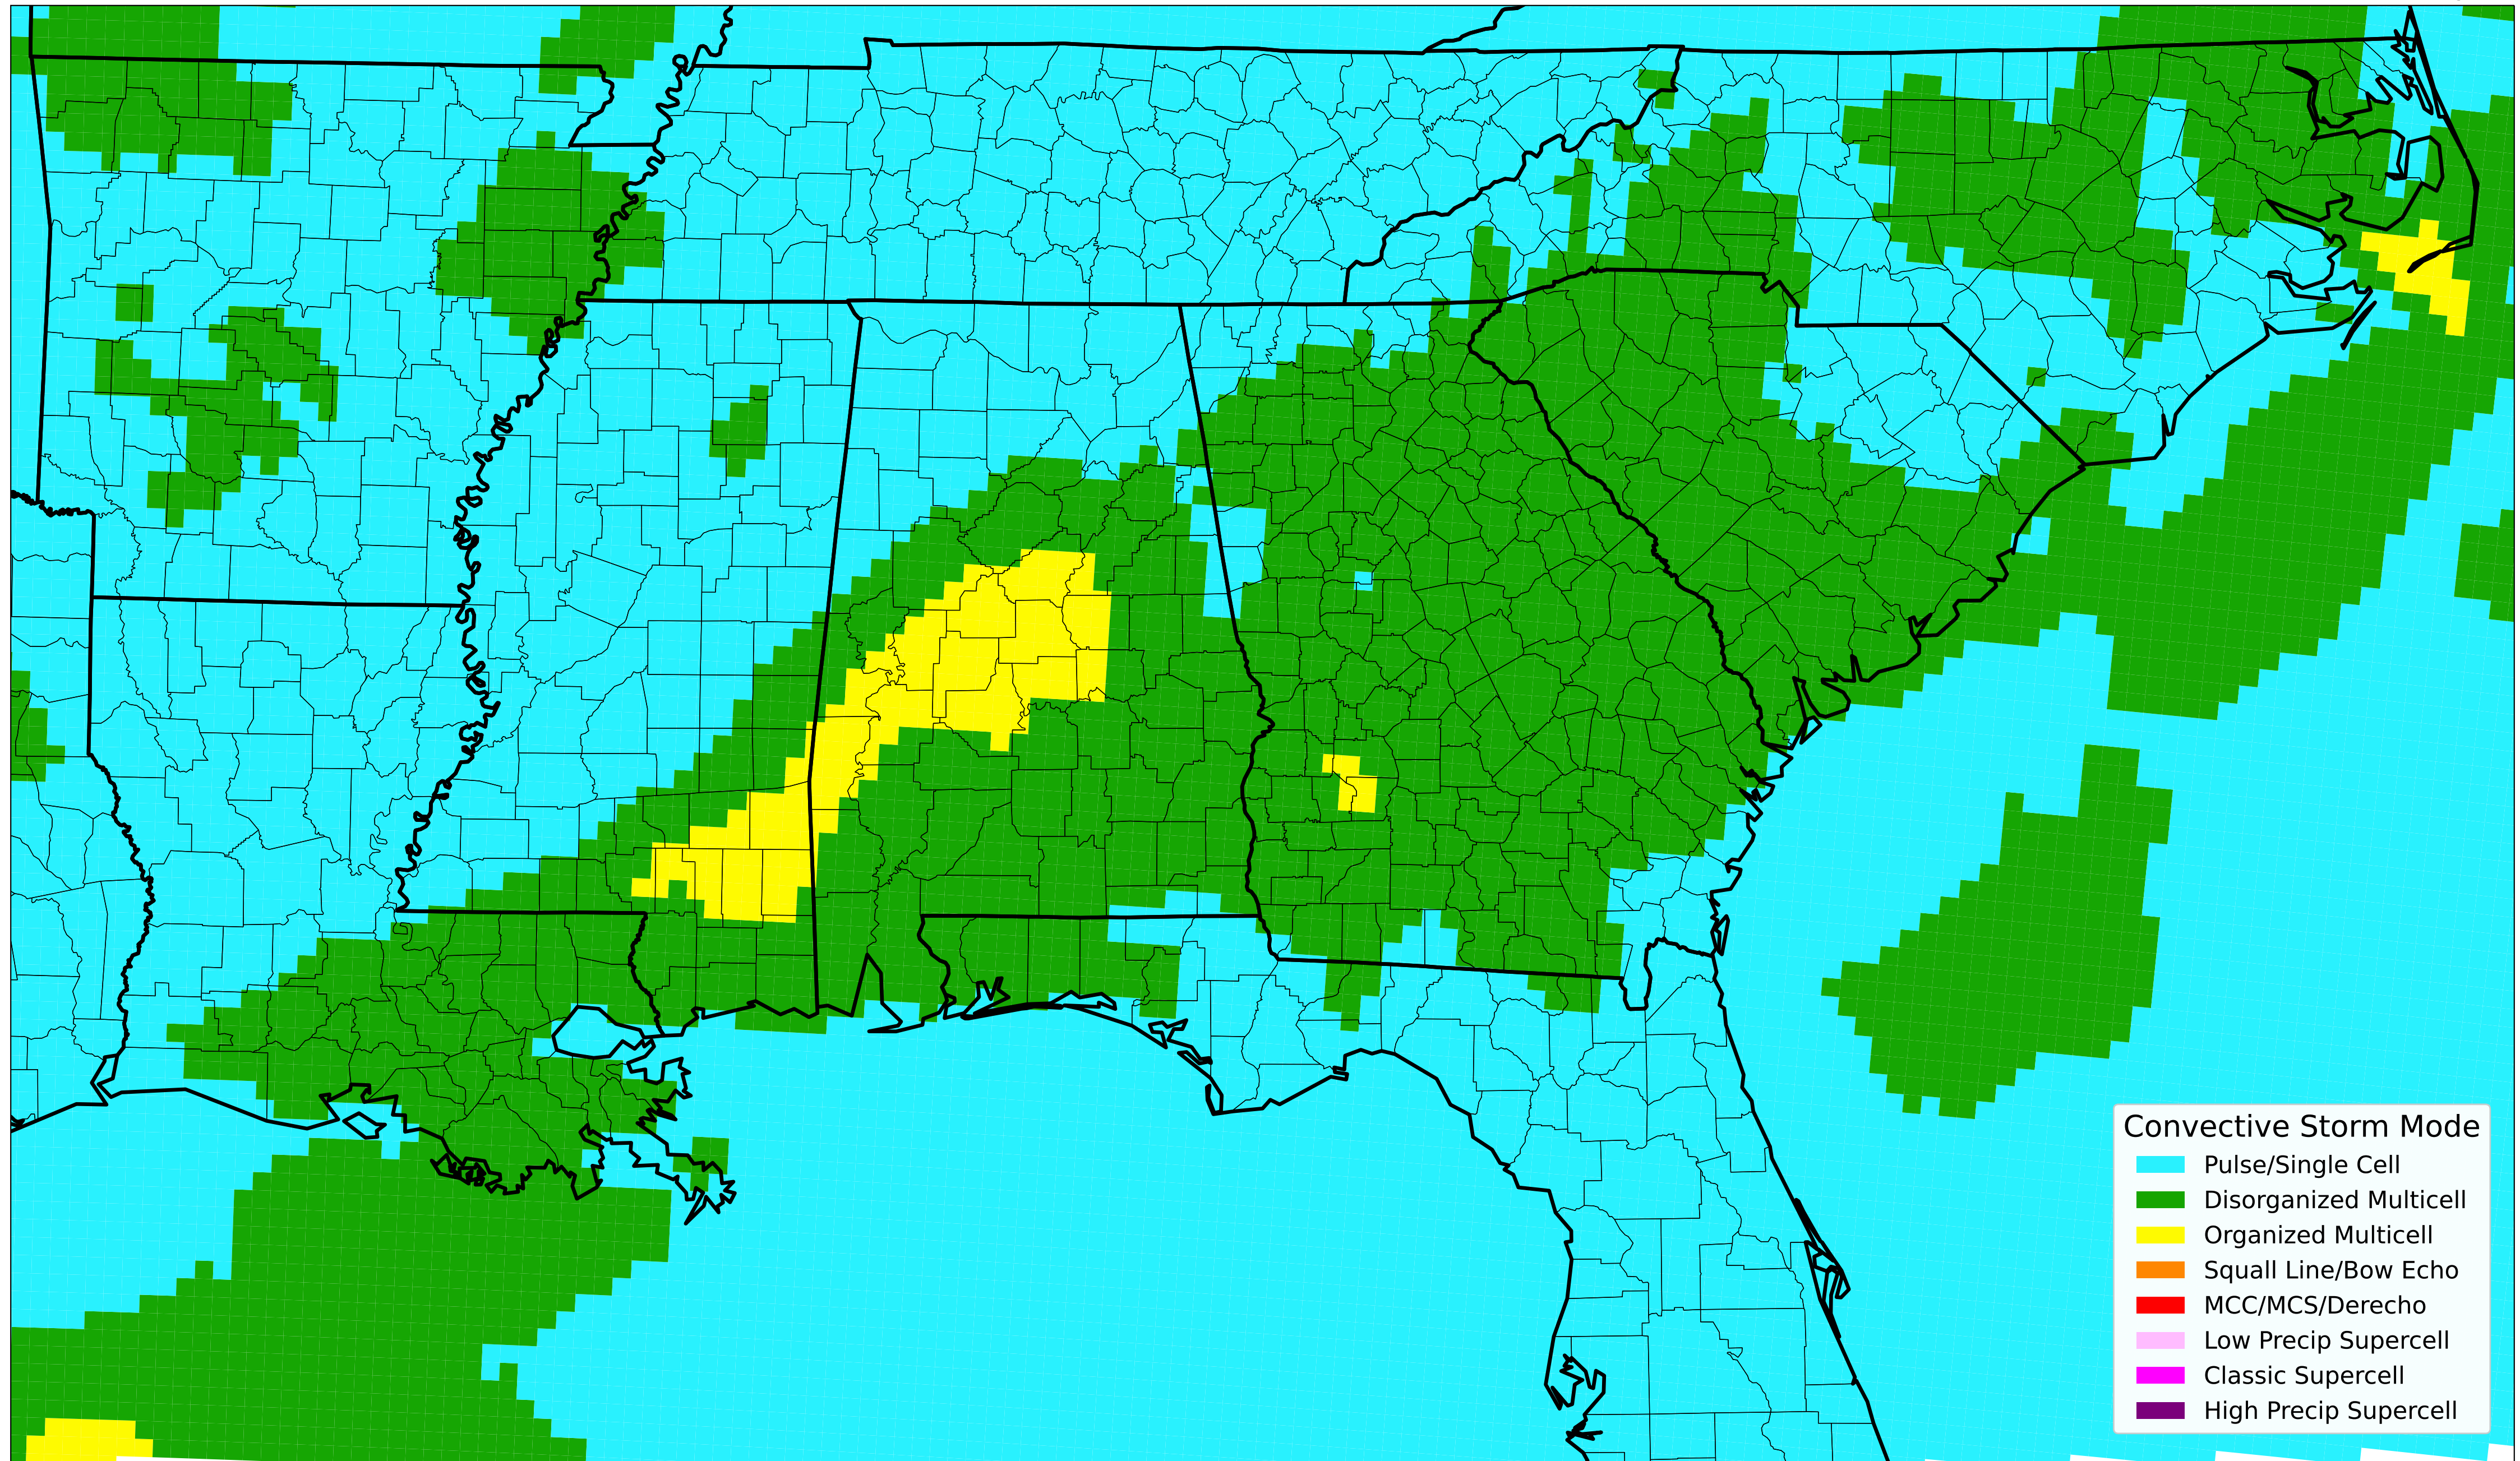 Convective Storm Mode
Pulse/Single Cell
Disorganized Multicell
Organized Multicell
Squall Line/Bow Echo
MCC/MCS/Derecho
Low Precip Supercell
Classic Supercell
High Precip Supercell